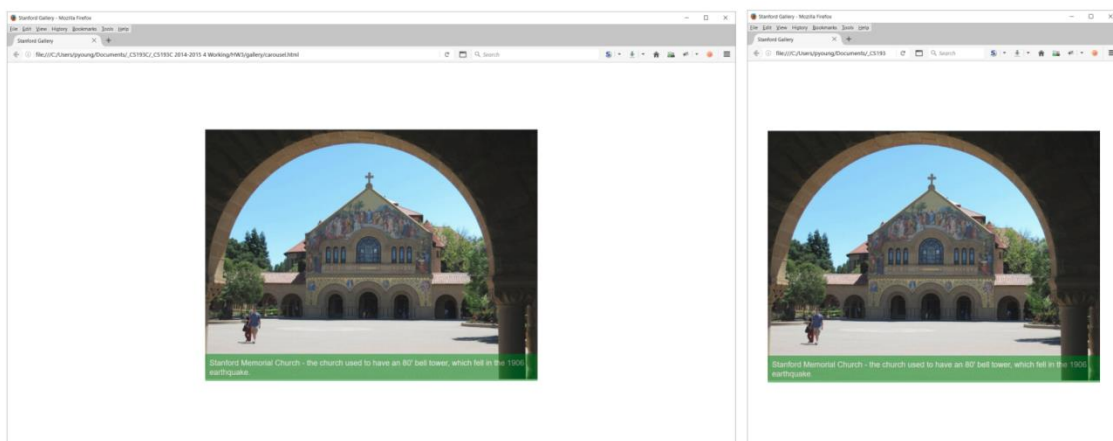 Stanford Gallery - Mozilla Firefox
File Edit View History Bookmarks Tools Help
Stanford Gallery
file:///C:/Users/pyoung/Documents/_CS193C/_CS193C 2014-2015 4 Working/HW5/gallery/carousel.html
Search
Stanford Memorial Church - the church used to have an 80' bell tower, which fell in the 1906
earthquake.
Stanford Gallery - Mozilla Firefox
File Edit View History Bookmarks Tools Help
Stanford Gallery
file:///C:/Users/pyoung/Documents/_CS193
Search
Stanford Memorial Church - the church used to have an 80' bell tower, which fell in the 1906
earthquake.